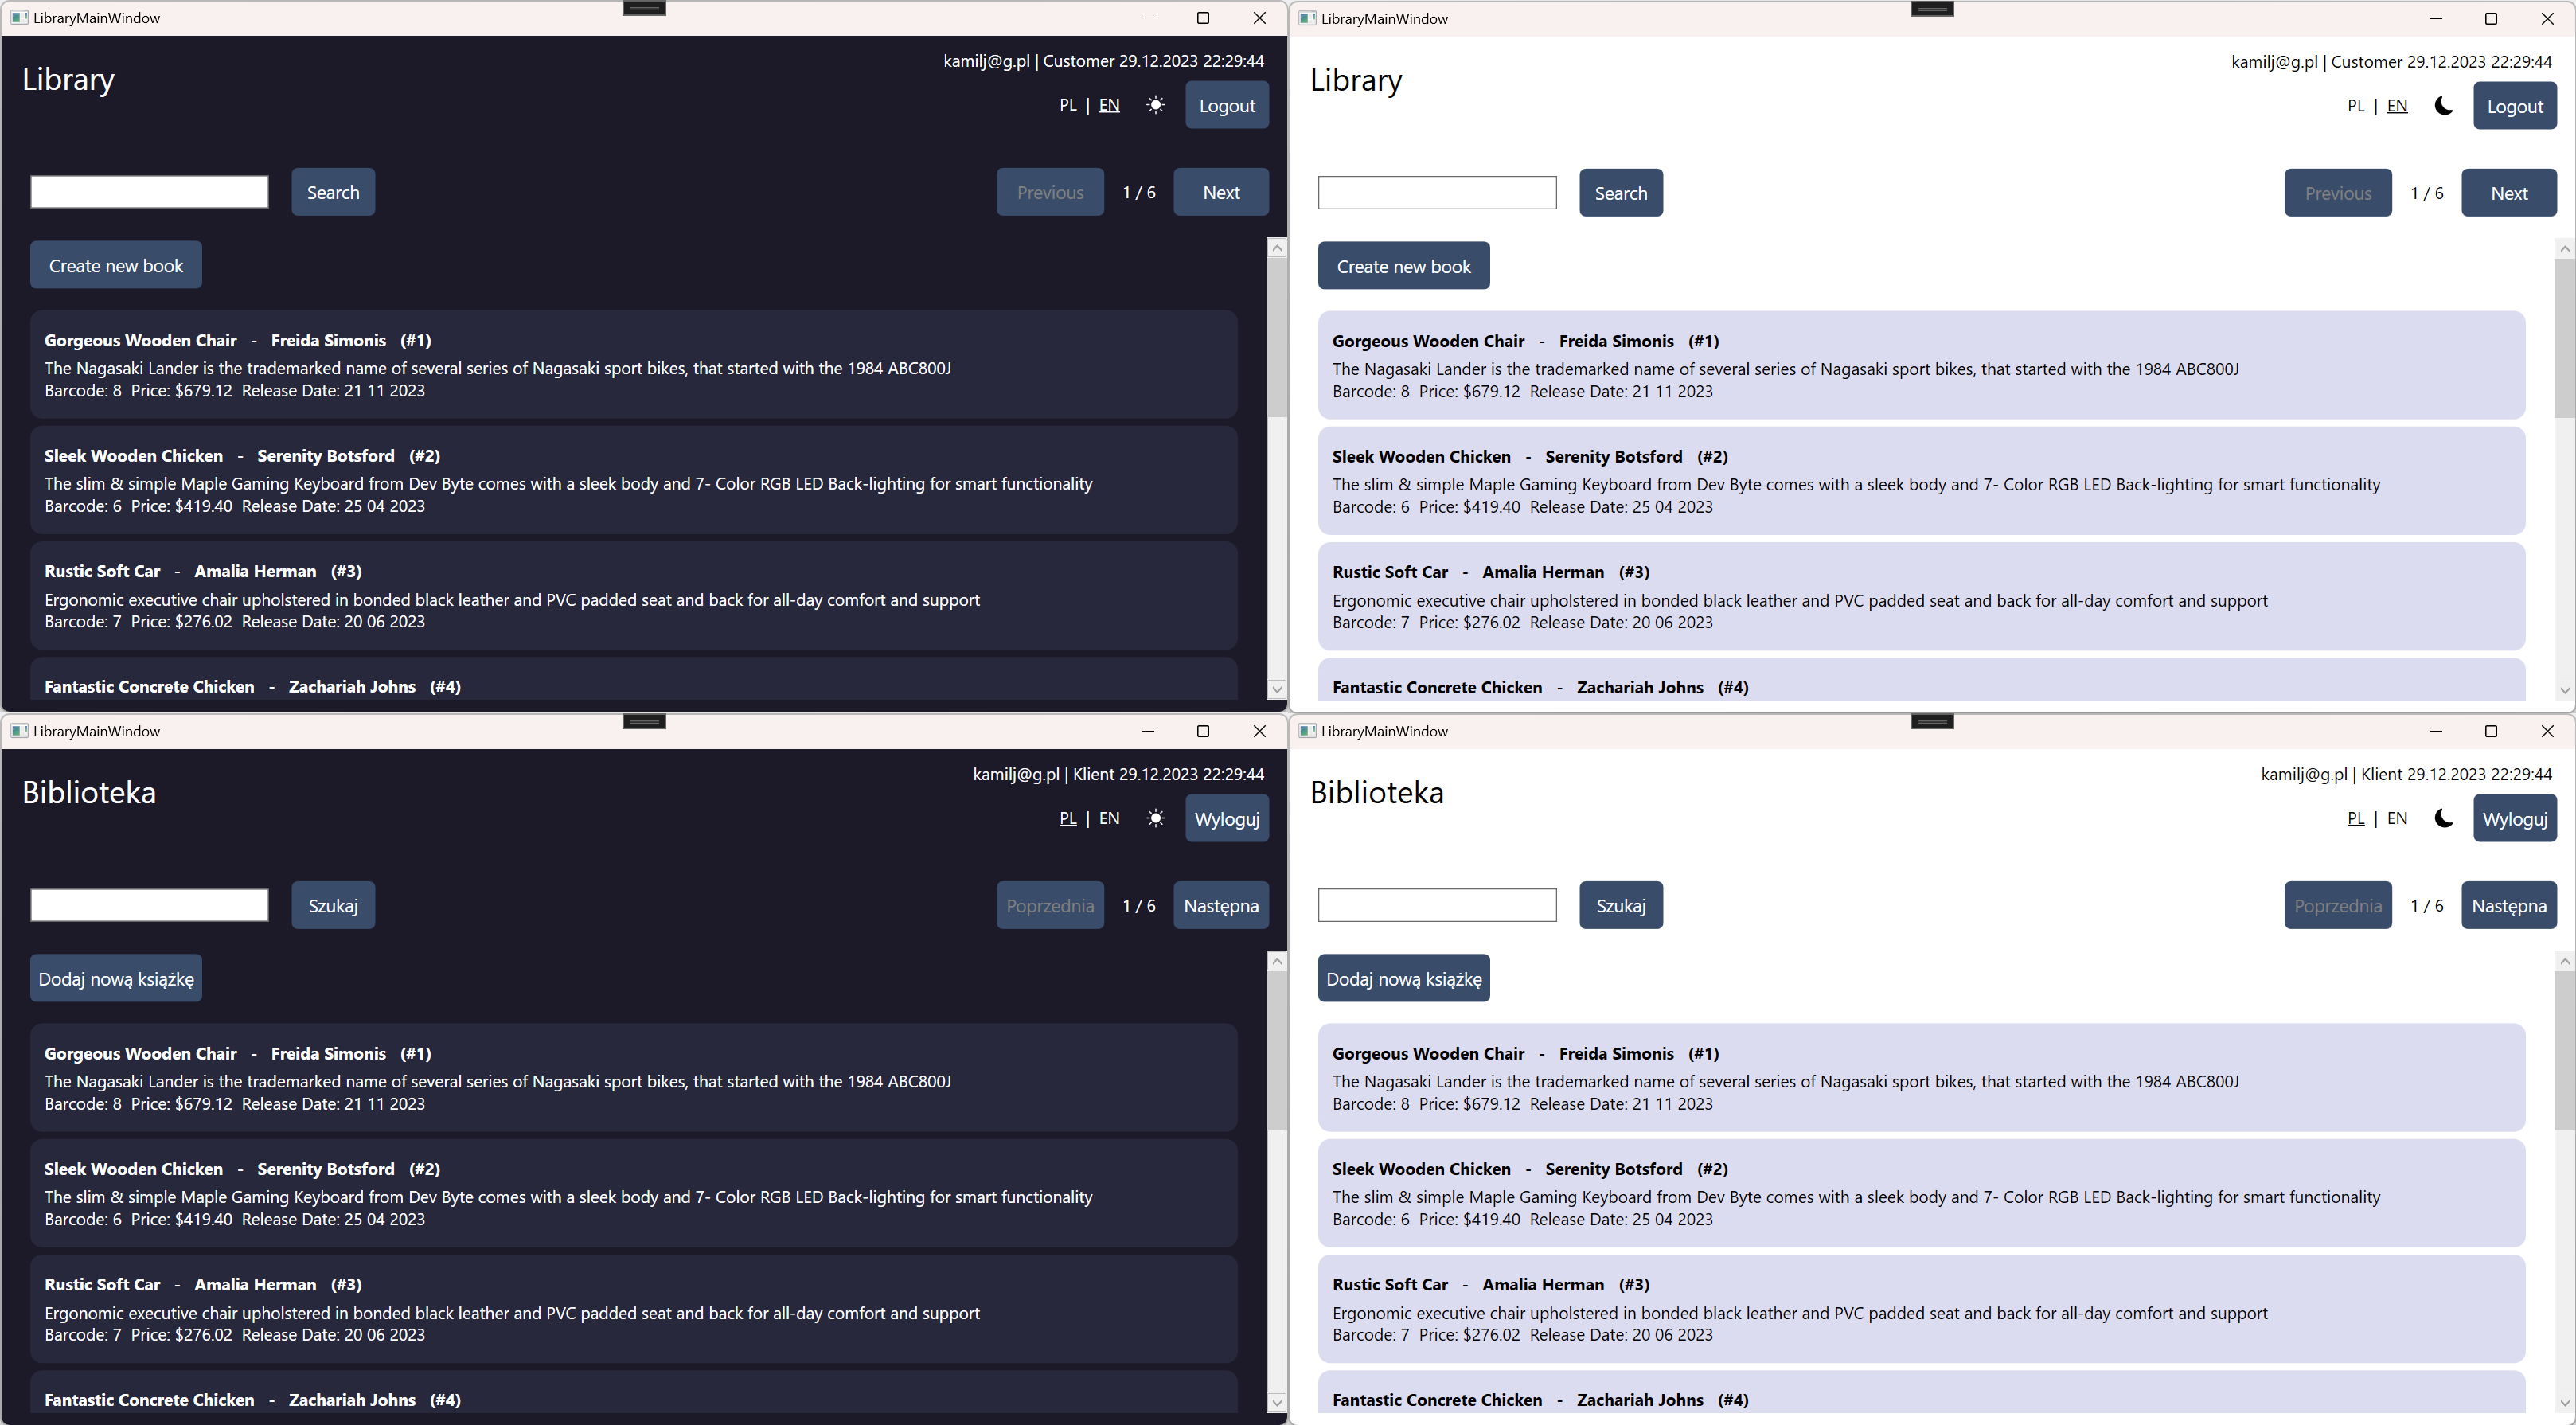 LibraryMainWindow
kamilj@g.pl | Customer 29.12.2023 22:29:44
Library
PL | EN Logout
Search Previous 1 / 6 Next
Create new book
Gorgeous Wooden Chair - Freida Simonis (#1)
The Nagasaki Lander is the trademarked name of several series of Nagasaki sport bikes, that started with the 1984 ABC800J
Barcode: 8 Price: $679.12 Release Date: 21 11 2023
Sleek Wooden Chicken - Serenity Botsford (#2)
The slim & simple Maple Gaming Keyboard from Dev Byte comes with a sleek body and 7- Color RGB LED Back-lighting for smart functionality
Barcode: 6 Price: $419.40 Release Date: 25 04 2023
Rustic Soft Car - Amalia Herman (#3)
Ergonomic executive chair upholstered in bonded black leather and PVC padded seat and back for all-day comfort and support
Barcode: 7 Price: $276.02 Release Date: 20 06 2023
Fantastic Concrete Chicken - Zachariah Johns (#4)
LibraryMainWindow
kamilj@g.pl | Customer 29.12.2023 22:29:44
Library
PL | EN Logout
Search Previous 1 / 6 Next
Create new book
Gorgeous Wooden Chair - Freida Simonis (#1)
The Nagasaki Lander is the trademarked name of several series of Nagasaki sport bikes, that started with the 1984 ABC800J
Barcode: 8 Price: $679.12 Release Date: 21 11 2023
Sleek Wooden Chicken - Serenity Botsford (#2)
The slim & simple Maple Gaming Keyboard from Dev Byte comes with a sleek body and 7- Color RGB LED Back-lighting for smart functionality
Barcode: 6 Price: $419.40 Release Date: 25 04 2023
Rustic Soft Car - Amalia Herman (#3)
Ergonomic executive chair upholstered in bonded black leather and PVC padded seat and back for all-day comfort and support
Barcode: 7 Price: $276.02 Release Date: 20 06 2023
Fantastic Concrete Chicken - Zachariah Johns (#4)
LibraryMainWindow
kamilj@g.pl | Klient 29.12.2023 22:29:44
Biblioteka
PL | EN Wyloguj
Szukaj Poprzednia 1 / 6 Następna
Dodaj nową książkę
Gorgeous Wooden Chair - Freida Simonis (#1)
The Nagasaki Lander is the trademarked name of several series of Nagasaki sport bikes, that started with the 1984 ABC800J
Barcode: 8 Price: $679.12 Release Date: 21 11 2023
Sleek Wooden Chicken - Serenity Botsford (#2)
The slim & simple Maple Gaming Keyboard from Dev Byte comes with a sleek body and 7- Color RGB LED Back-lighting for smart functionality
Barcode: 6 Price: $419.40 Release Date: 25 04 2023
Rustic Soft Car - Amalia Herman (#3)
Ergonomic executive chair upholstered in bonded black leather and PVC padded seat and back for all-day comfort and support
Barcode: 7 Price: $276.02 Release Date: 20 06 2023
Fantastic Concrete Chicken - Zachariah Johns (#4)
LibraryMainWindow
kamilj@g.pl | Klient 29.12.2023 22:29:44
Biblioteka
PL | EN Wyloguj
Szukaj Poprzednia 1 / 6 Następna
Dodaj nową książkę
Gorgeous Wooden Chair - Freida Simonis (#1)
The Nagasaki Lander is the trademarked name of several series of Nagasaki sport bikes, that started with the 1984 ABC800J
Barcode: 8 Price: $679.12 Release Date: 21 11 2023
Sleek Wooden Chicken - Serenity Botsford (#2)
The slim & simple Maple Gaming Keyboard from Dev Byte comes with a sleek body and 7- Color RGB LED Back-lighting for smart functionality
Barcode: 6 Price: $419.40 Release Date: 25 04 2023
Rustic Soft Car - Amalia Herman (#3)
Ergonomic executive chair upholstered in bonded black leather and PVC padded seat and back for all-day comfort and support
Barcode: 7 Price: $276.02 Release Date: 20 06 2023
Fantastic Concrete Chicken - Zachariah Johns (#4)